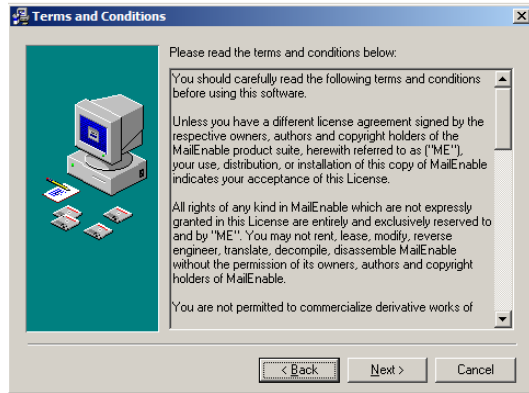 Terms and Conditions
Please read the terms and conditions below:
You should carefully read the following terms and conditions
before using this software.
Unless you have a different license agreement signed by the
respective owners, authors and copyright holders of the
MailEnable product suite, herewith referred to as ("ME"),
your use, distribution, or installation of this copy of MailEnable
indicates your acceptance of this License.
All rights of any kind in MailEnable which are not expressly
granted in this License are entirely and exclusively reserved to
and by "ME". You may not rent, lease, modify, reverse
engineer, translate, decompile, disassemble MailEnable
without the permission of its owners, authors and copyright
holders of MailEnable.
You are not permitted to commercialize derivative works of
< Back
Next >
Cancel